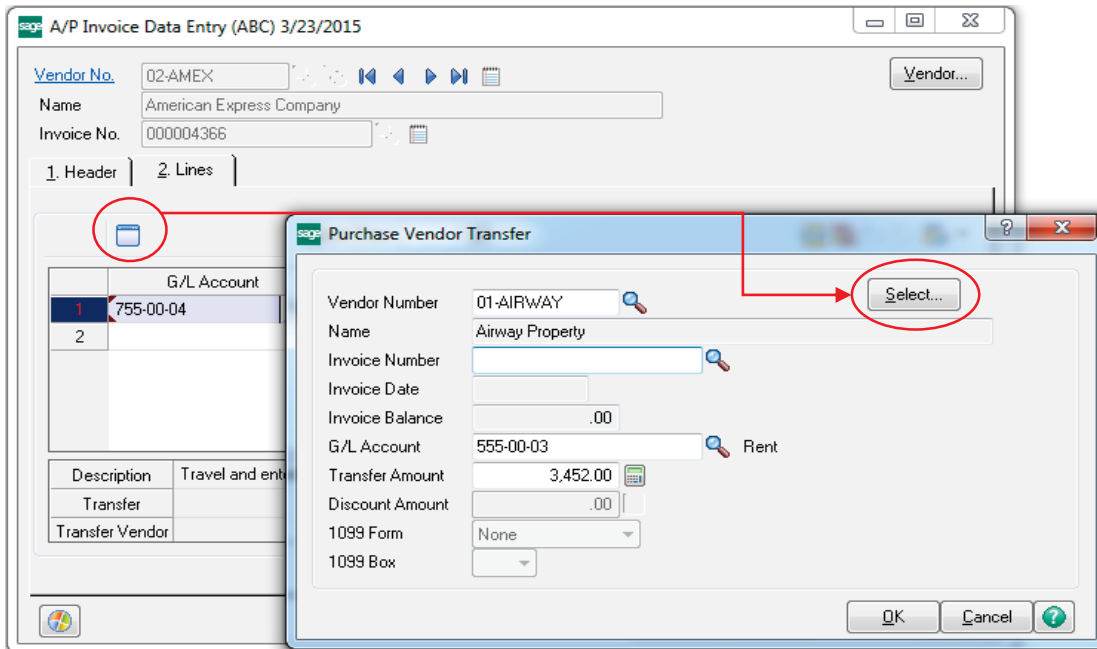 sage A/P Invoice Data Entry (ABC) 3/23/2015
Vendor No. 02-AMEX Vendor...
Name American Express Company
Invoice No. 000004366
1. Header 2. Lines
G/L Account
1 755-00-04
2
Description Travel and ent
Transfer
Transfer Vendor
sage Purchase Vendor Transfer ?
Vendor Number 01-AIRWAY Select...
Name Airway Property
Invoice Number
Invoice Date
Invoice Balance .00
G/L Account 555-00-03 Rent
Transfer Amount 3,452.00
Discount Amount .00
1099 Form None
1099 Box
OK Cancel ?